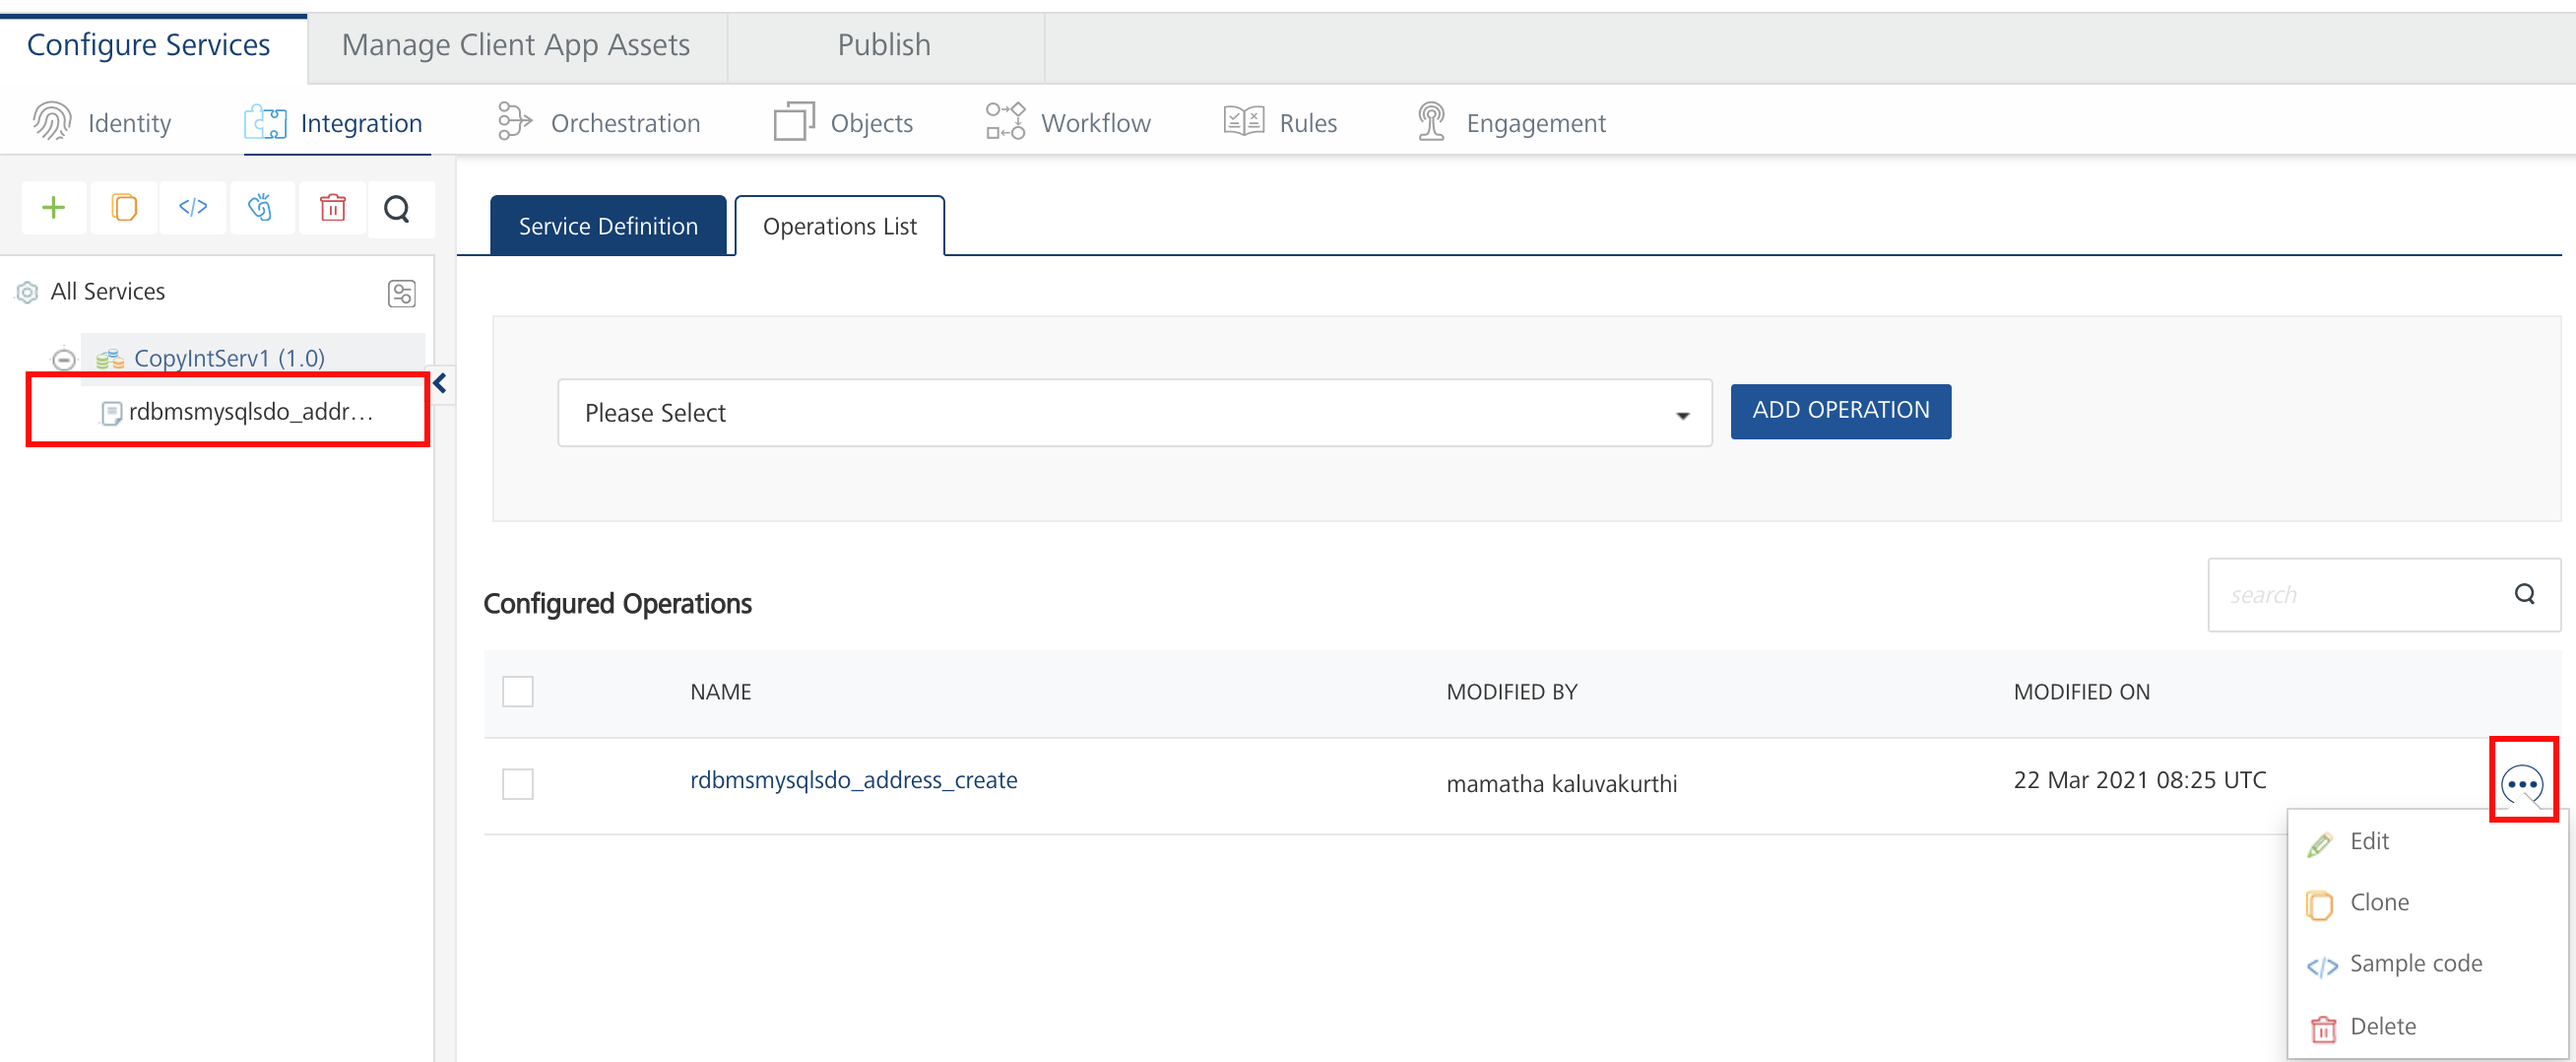 Configure Services
Manage Client App Assets
Publish
Identity
Integration
Orchestration
Objects
Workflow
Rules
Engagement
Service Definition
Operations List
All Services
CopyIntServ1 (1.0)
rdbmsmysqlsdo_addr...
Please Select
ADD OPERATION
search
Configured Operations
NAME
MODIFIED BY
MODIFIED ON
rdbmsmysqlsdo_address_create
mamatha kaluvakurthi
22 Mar 2021 08:25 UTC
Edit
Clone
Sample code
Delete